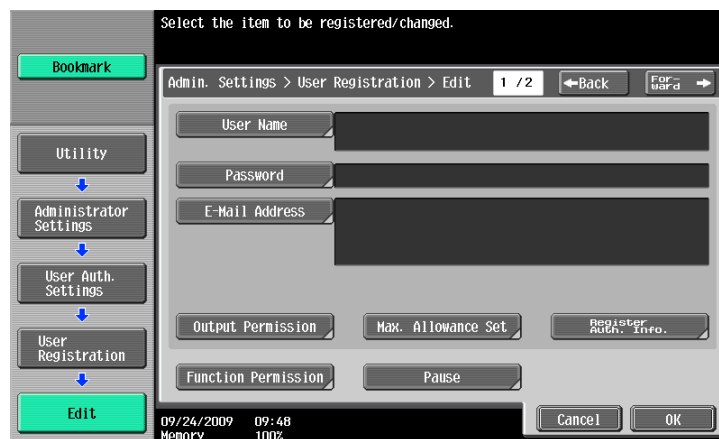 Select the item to be registered/changed.
Bookmark
Admin. Settings > User Registration > Edit 1 /2 ←Back For-ward →
User Name
Utility
Password
Administrator
Settings
E-Mail Address
User Auth.
Settings
Output Permission Max. Allowance Set Register
Auth. Info.
User
Registration
Function Permission Pause
Edit
Cancel OK
09/24/2009 09:48
Memory 100%